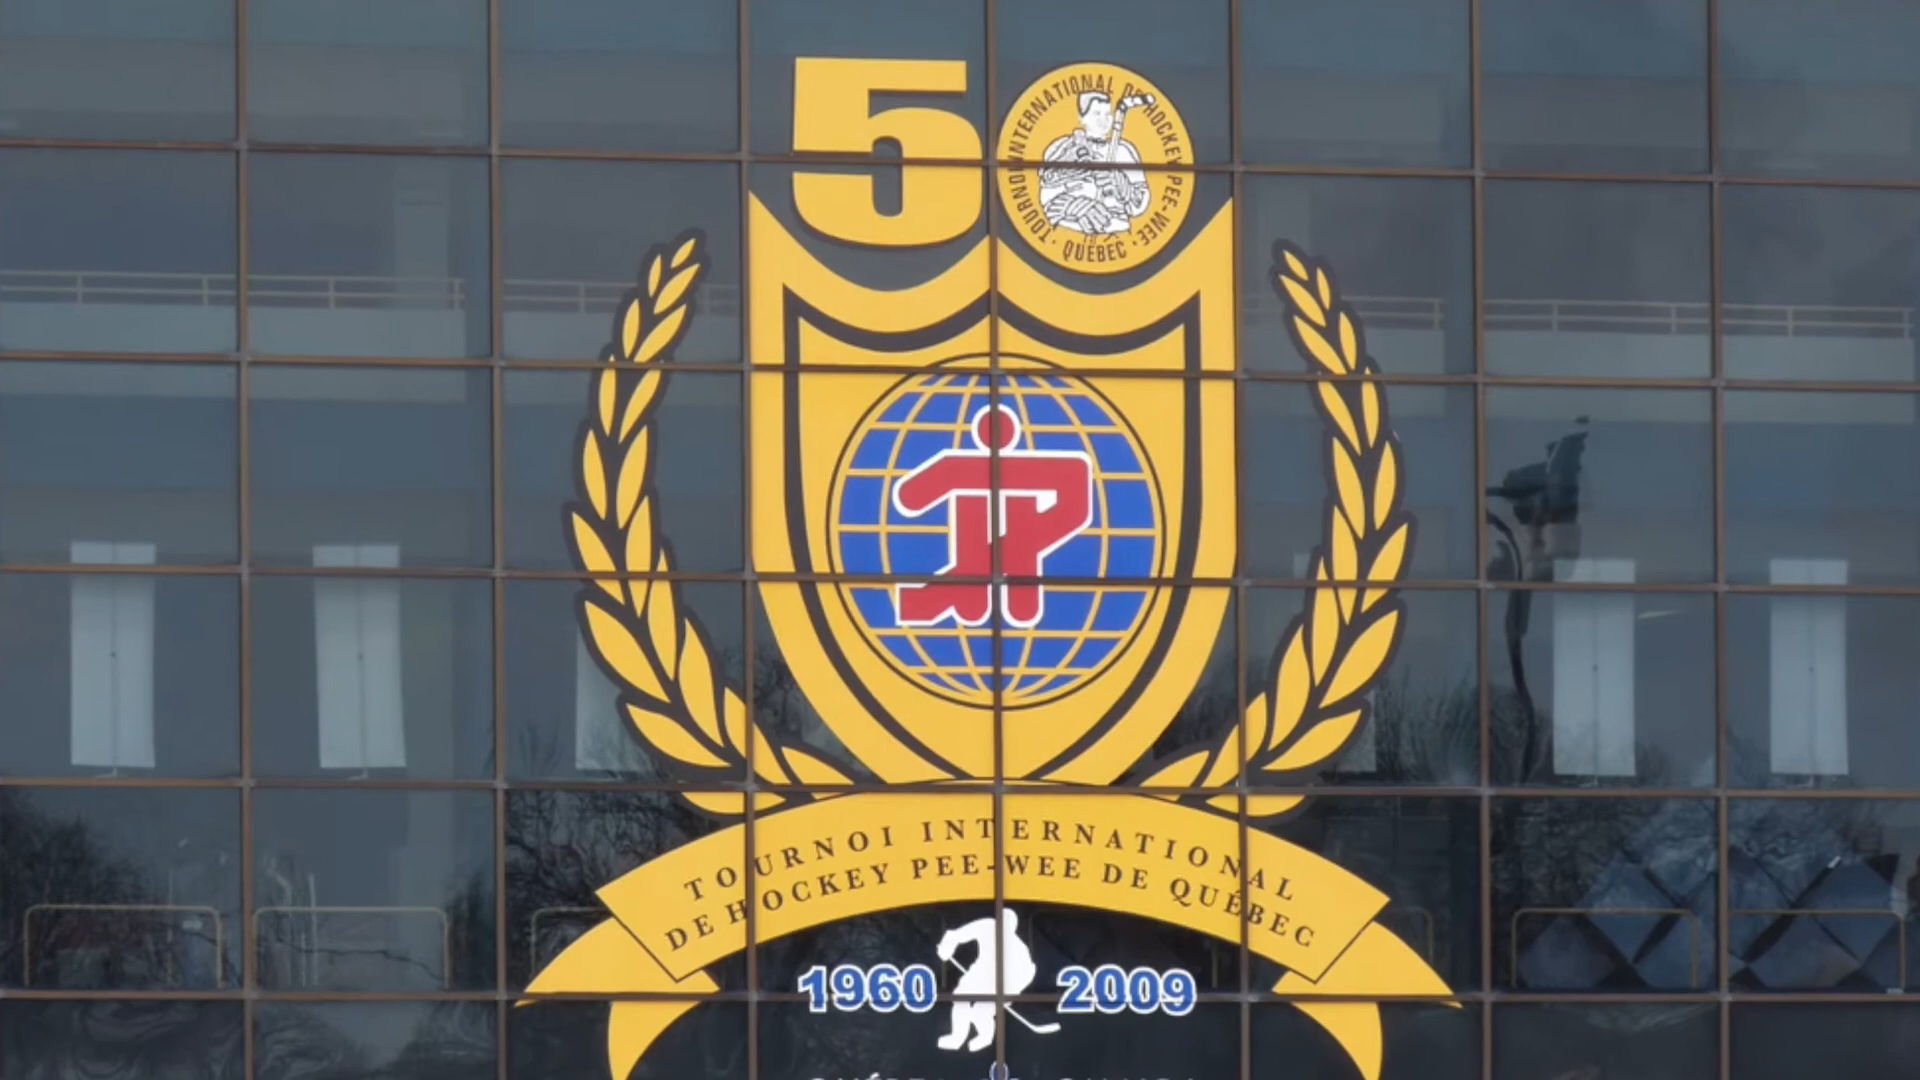 50
TOURNOI INTERNATIONAL DE HOCKEY PEE-WEE
· QUÉBEC ·
TOURNOI INTERNATIONAL
DE HOCKEY PEE-WEE DE QUÉBEC
1960 2009